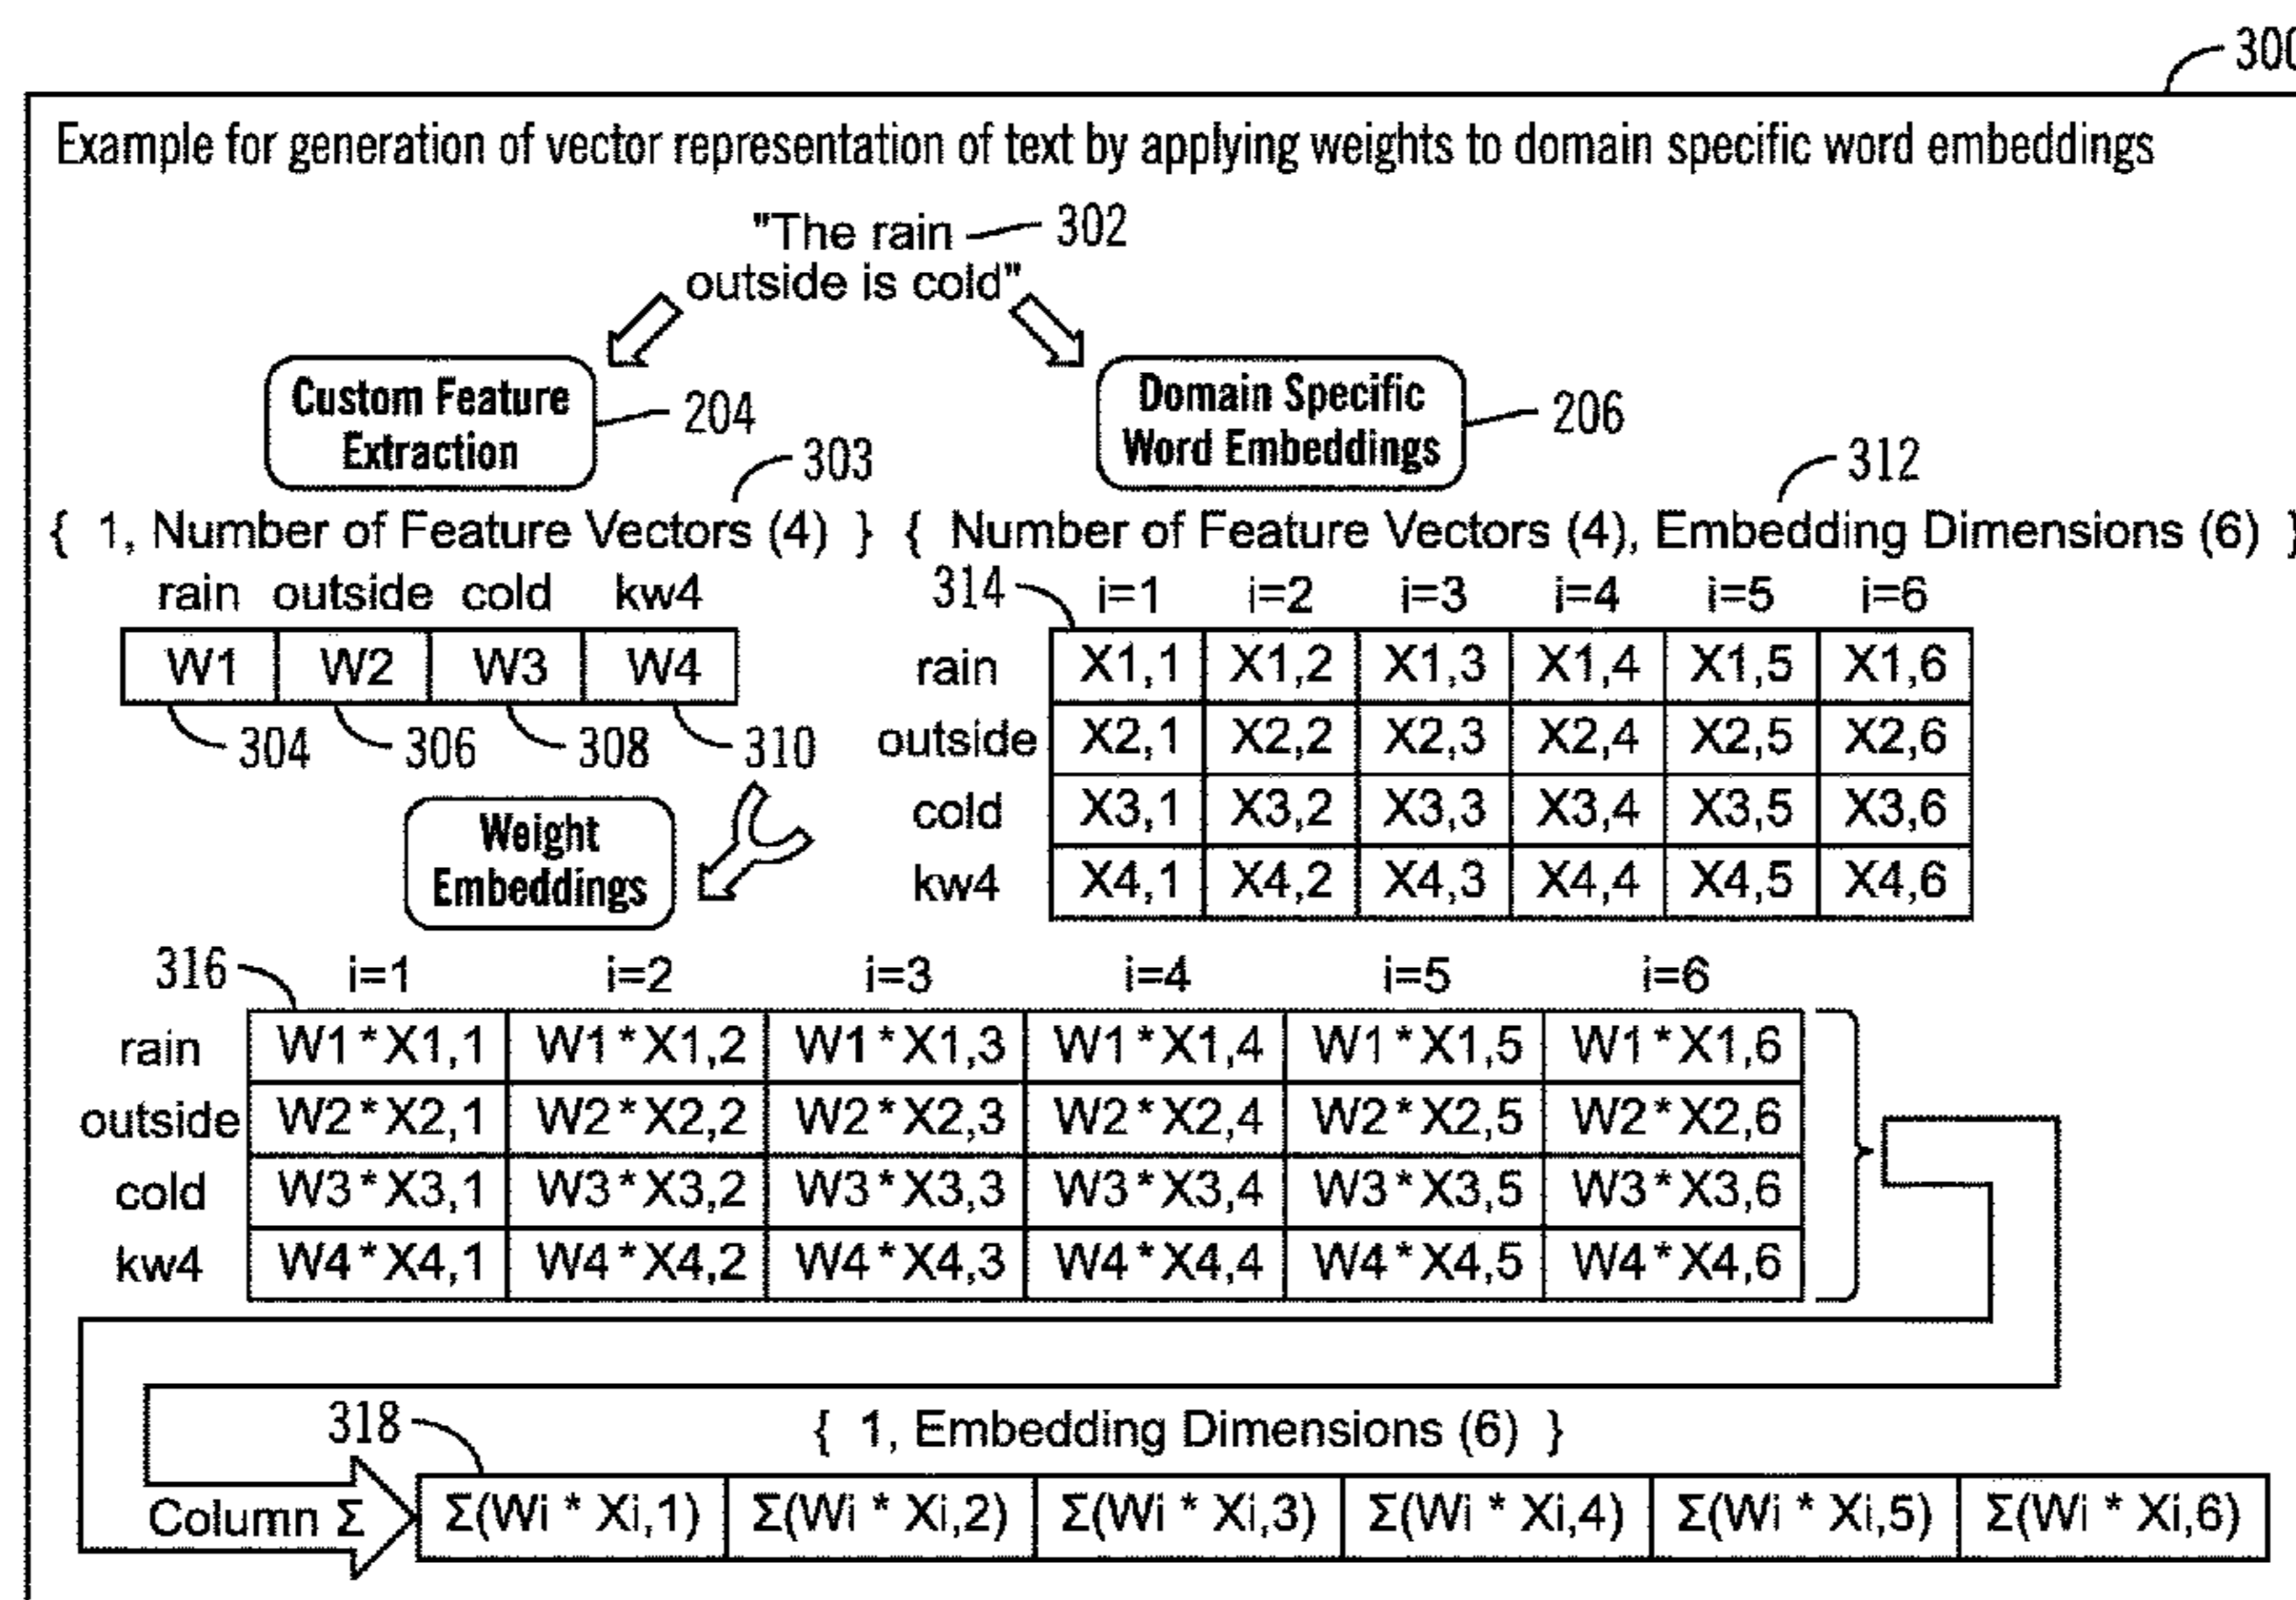 300
Example for generation of vector representation of text by applying weights to domain specific word embeddings
"The rain 302
outside is cold"
Custom Feature
Extraction
204
Domain Specific
Word Embeddings
206
303
312
{ 1, Number of Feature Vectors (4) } { Number of Feature Vectors (4), Embedding Dimensions (6) }
rain outside cold kw4
W1 W2 W3 W4
304 306 308 310
314 i=1 i=2 i=3 i=4 i=5 i=6
rain X1,1 X1,2 X1,3 X1,4 X1,5 X1,6
outside X2,1 X2,2 X2,3 X2,4 X2,5 X2,6
cold X3,1 X3,2 X3,3 X3,4 X3,5 X3,6
kw4 X4,1 X4,2 X4,3 X4,4 X4,5 X4,6
Weight
Embeddings
316 i=1 i=2 i=3 i=4 i=5 i=6
rain W1*X1,1 W1*X1,2 W1*X1,3 W1*X1,4 W1*X1,5 W1*X1,6
outside W2*X2,1 W2*X2,2 W2*X2,3 W2*X2,4 W2*X2,5 W2*X2,6
cold W3*X3,1 W3*X3,2 W3*X3,3 W3*X3,4 W3*X3,5 W3*X3,6
kw4 W4*X4,1 W4*X4,2 W4*X4,3 W4*X4,4 W4*X4,5 W4*X4,6
318 { 1, Embedding Dimensions (6) }
Column Σ Σ(Wi * Xi,1) Σ(Wi * Xi,2) Σ(Wi * Xi,3) Σ(Wi * Xi,4) Σ(Wi * Xi,5) Σ(Wi * Xi,6)